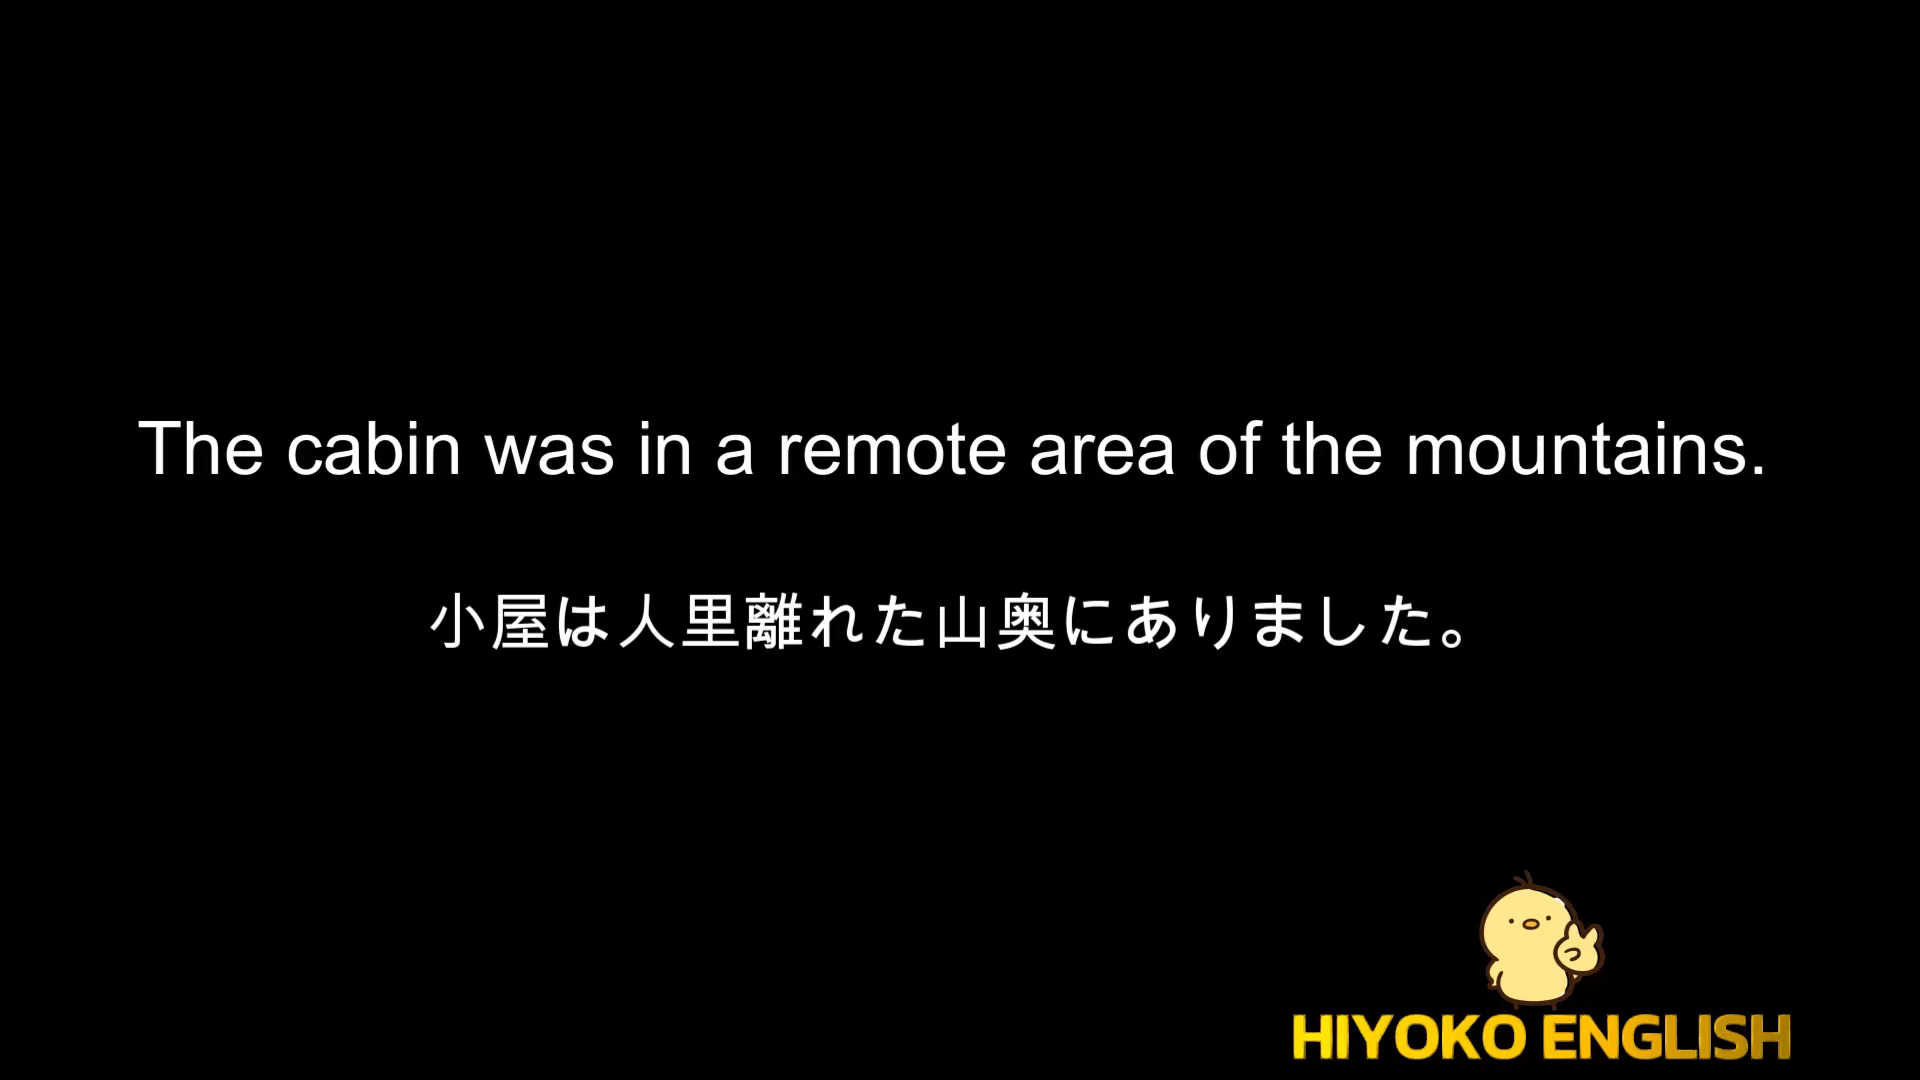 The cabin was in a remote area of the mountains.
小屋は人里離れた山奥にありました。
HIYOKO ENGLISH